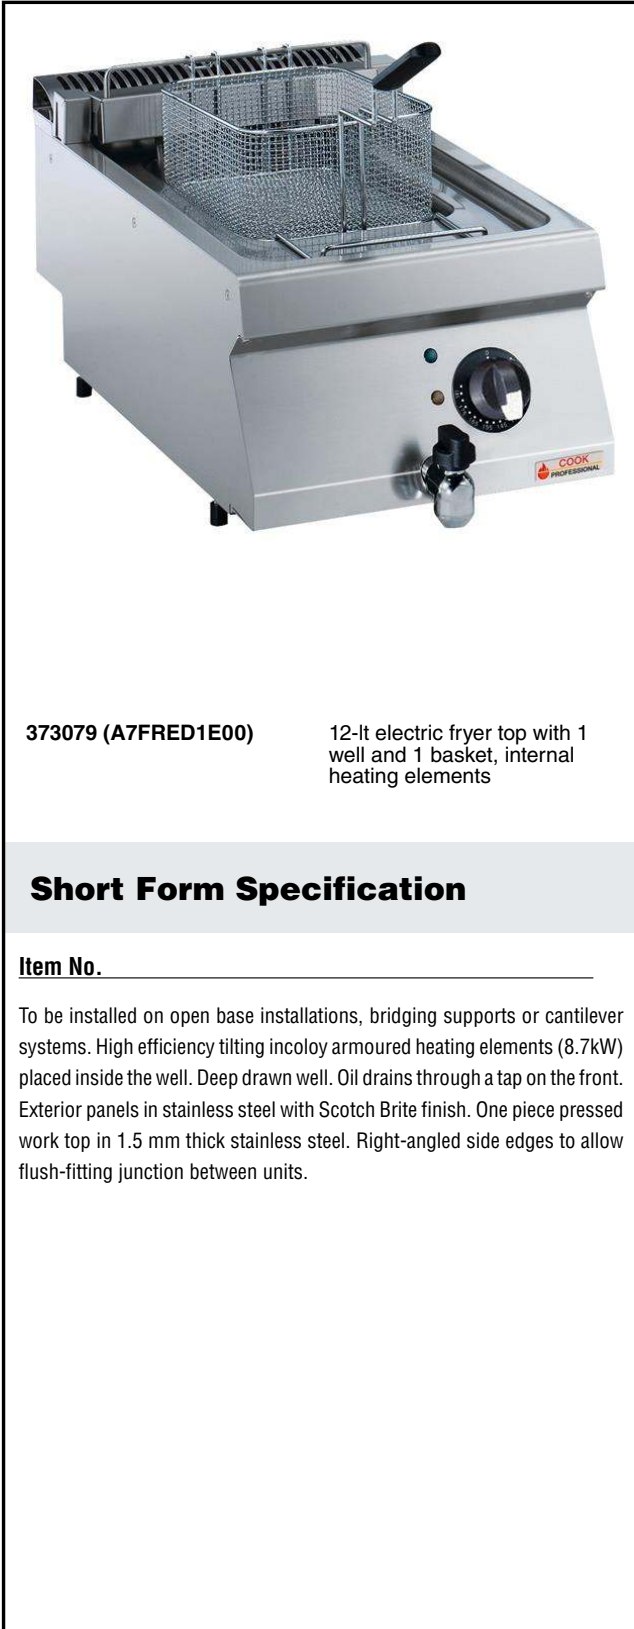 COOK
PROFESSIONAL
373079 (A7FRED1E00)
12-lt electric fryer top with 1
well and 1 basket, internal
heating elements
Short Form Specification
Item No.
To be installed on open base installations, bridging supports or cantilever
systems. High efficiency tilting incoloy armoured heating elements (8.7kW)
placed inside the well. Deep drawn well. Oil drains through a tap on the front.
Exterior panels in stainless steel with Scotch Brite finish. One piece pressed
work top in 1.5 mm thick stainless steel. Right-angled side edges to allow
flush-fitting junction between units.